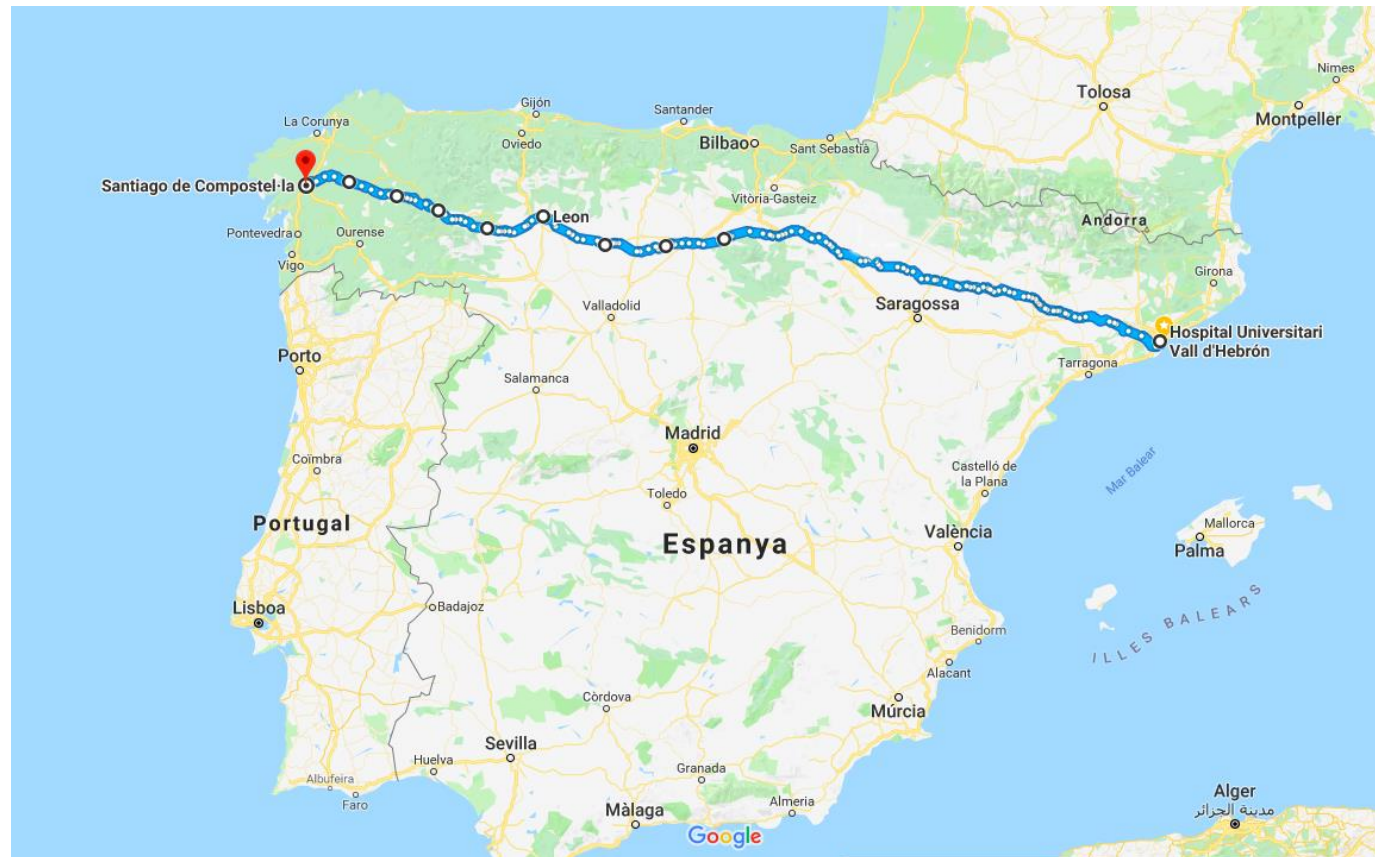 Nimes
Tolosa
Montpeller
Gijón
Santander
La Corunya
Oviedo
Bilbao
Sant Sebastià
Santiago de Compostel·la
Vitòria-Gasteiz
Leon
Andorra
Pontevedra
Ourense
Vigo
Girona
Valladolid
Saragossa
Hospital Universitari
Vall d'Hebrón
Porto
Tarragona
Salamanca
Madrid
Coïmbra
Castelló de
la Plana
Mar Balear
Toledo
Portugal
Espanya
València
Mallorca
Palma
Lisboa
Badajoz
ILLES BALEARS
Benidorm
Alacant
Còrdova
Múrcia
Sevilla
Huelva
Granada
Albufeira
Faro
Màlaga
Almeria
Alger
مدينة الجزائر
Google